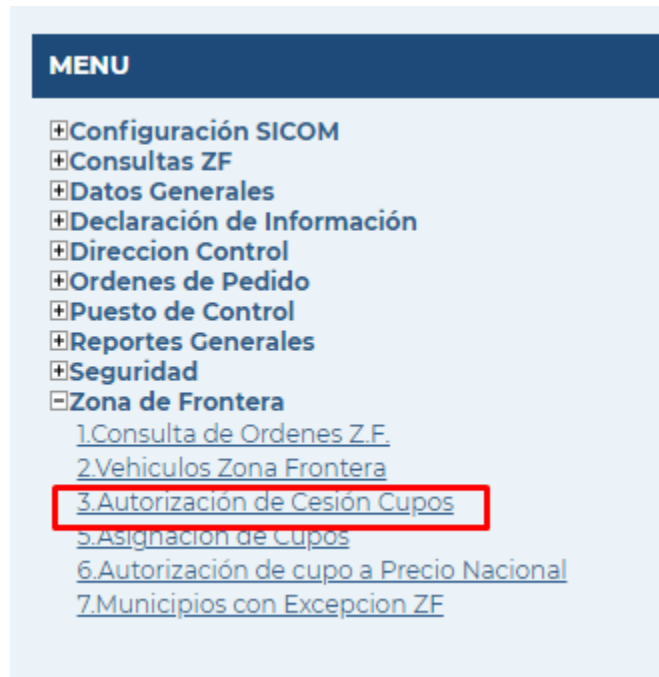 MENU
Configuración SICOM
Consultas ZF
Datos Generales
Declaración de Información
Direccion Control
Ordenes de Pedido
Puesto de Control
Reportes Generales
Seguridad
Zona de Frontera
1.Consulta de Ordenes Z.F.
2.Vehiculos Zona Frontera
3.Autorización de Cesión Cupos
5.Asignación de Cupos
6.Autorización de cupo a Precio Nacional
7.Municipios con Excepcion ZF